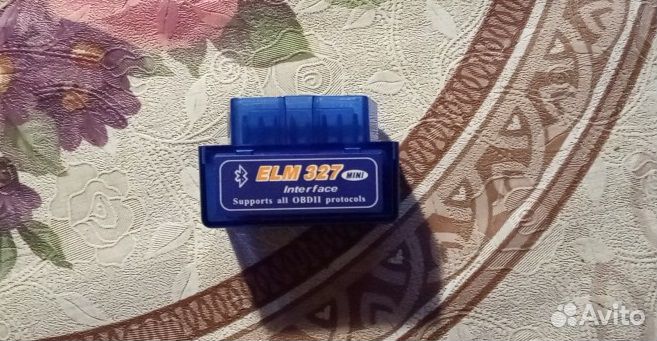 ELM 327 MINI
Interface
Supports all OBDII protocols
Avito